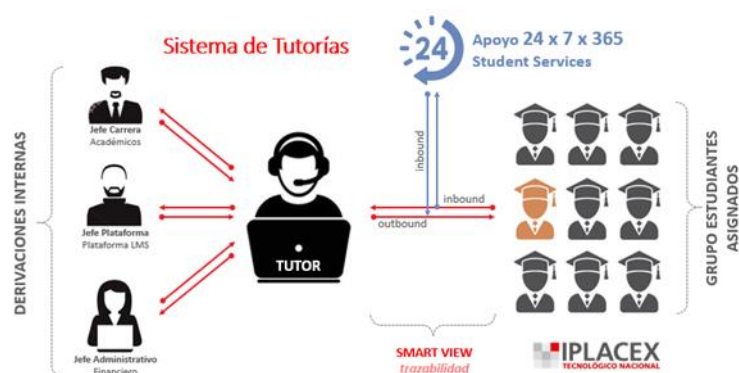 Sistema de Tutorías
24
Apoyo 24 x 7 x 365
Student Services
DERIVACIONES INTERNAS
Jefe Carrera
Académicos
Jefe Plataforma
Plataforma LMS
Jefe Administrativo
Financiero
TUTOR
inbound
inbound
inbound
outbound
GRUPO ESTUDIANTES
ASIGNADOS
SMART VIEW
trazabilidad
IPLACEX
TECNOLÓGICO NACIONAL